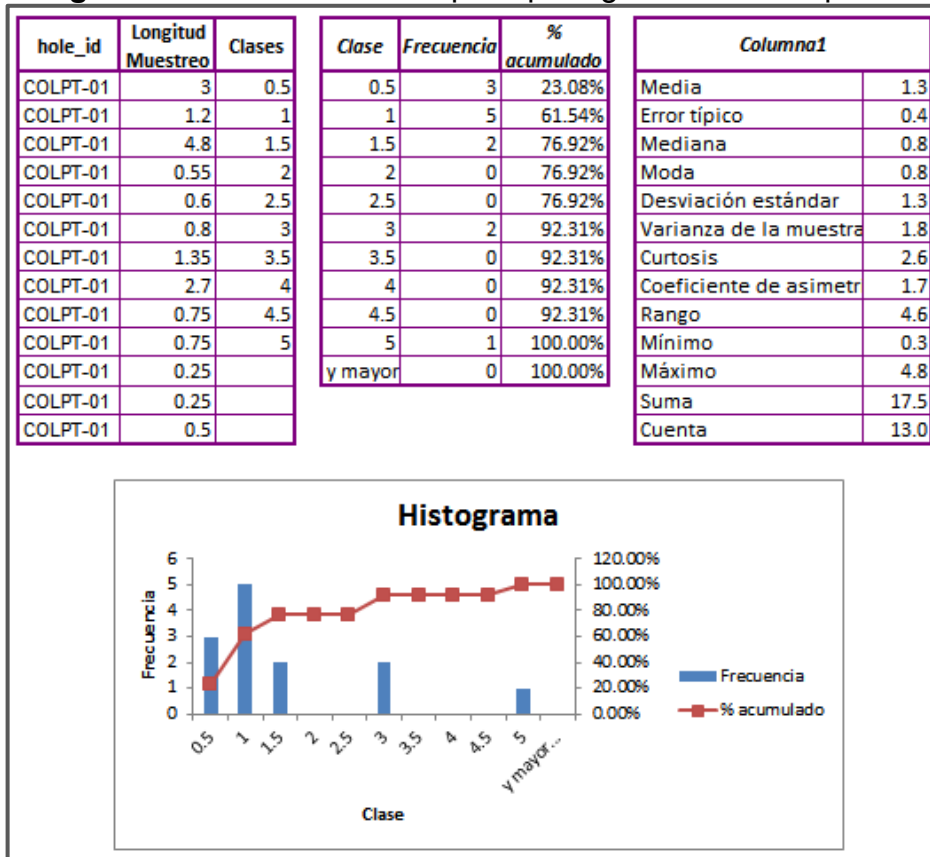 hole_id Longitud Muestreo Clases
COLPT-01 3 0.5
COLPT-01 1.2 1
COLPT-01 4.8 1.5
COLPT-01 0.55 2
COLPT-01 0.6 2.5
COLPT-01 0.8 3
COLPT-01 1.35 3.5
COLPT-01 2.7 4
COLPT-01 0.75 4.5
COLPT-01 0.75 5
COLPT-01 0.25
COLPT-01 0.25
COLPT-01 0.5
Clase Frecuencia % acumulado
0.5 3 23.08%
1 5 61.54%
1.5 2 76.92%
2 0 76.92%
2.5 0 76.92%
3 2 92.31%
3.5 0 92.31%
4 0 92.31%
4.5 0 92.31%
5 1 100.00%
y mayor 0 100.00%
Columna1
Media 1.3
Error típico 0.4
Mediana 0.8
Moda 0.8
Desviación estándar 1.3
Varianza de la muestra 1.8
Curtosis 2.6
Coeficiente de asimetr 1.7
Rango 4.6
Mínimo 0.3
Máximo 4.8
Suma 17.5
Cuenta 13.0
Histograma
Frecuencia
6
5
4
3
2
1
0
120.00%
100.00%
80.00%
60.00%
40.00%
20.00%
0.00%
0.5 1 1.5 2 2.5 3 3.5 4 4.5 5 y mayor...
Clase
Frecuencia
% acumulado